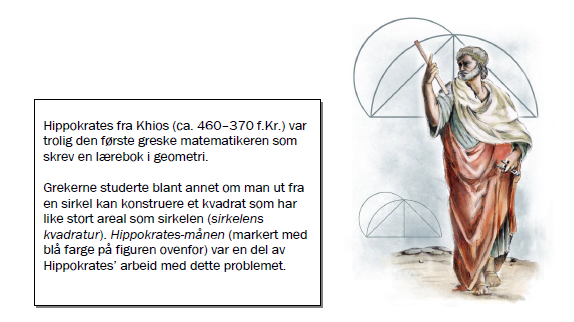 Hippokrates fra Khios (ca. 460–370 f.Kr.) var
trolig den første greske matematikeren som
skrev en lærebok i geometri.
Grekerne studerte blant annet om man ut fra
en sirkel kan konstruere et kvadrat som har
like stort areal som sirkelen (sirkelens
kvadratur). Hippokrates-månen (markert med
blå farge på figuren ovenfor) var en del av
Hippokrates’ arbeid med dette problemet.